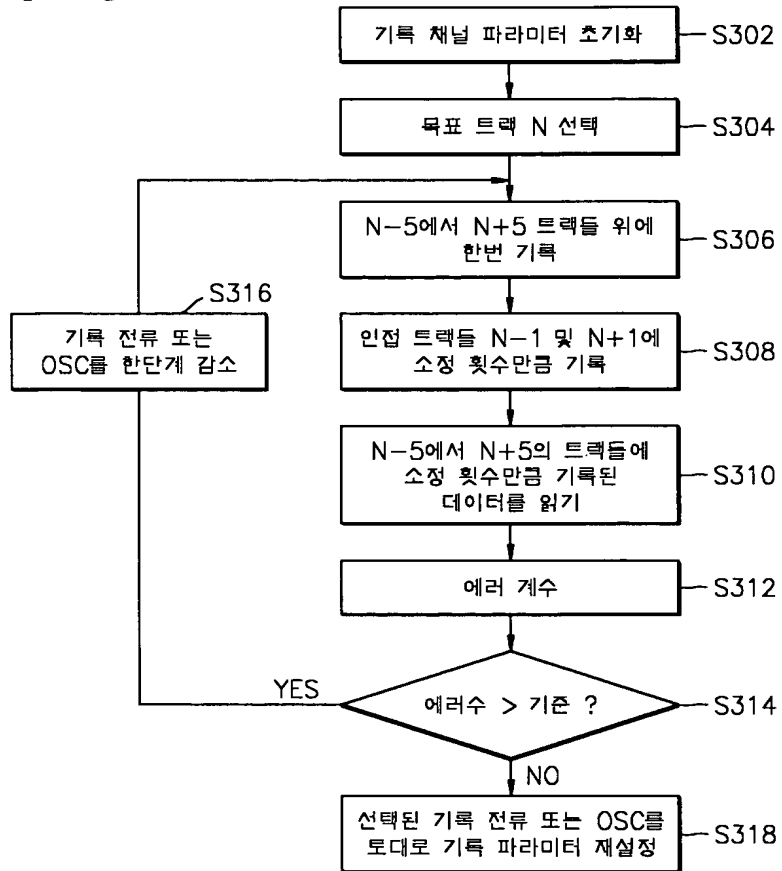 기록 채널 파라미터 초기화
S302
목표 트랙 N 선택
S304
N-5에서 N+5 트랙들 위에
한번 기록
S306
S316
기록 전류 또는
OSC를 한단계 감소
인접 트랙들 N-1 및 N+1에
소정 횟수만큼 기록
S308
N-5에서 N+5의 트랙들에
소정 횟수만큼 기록된
데이터를 읽기
S310
에러 계수
S312
YES
에러수 > 기준 ?
S314
NO
선택된 기록 전류 또는 OSC를
토대로 기록 파라미터 재설정
S318